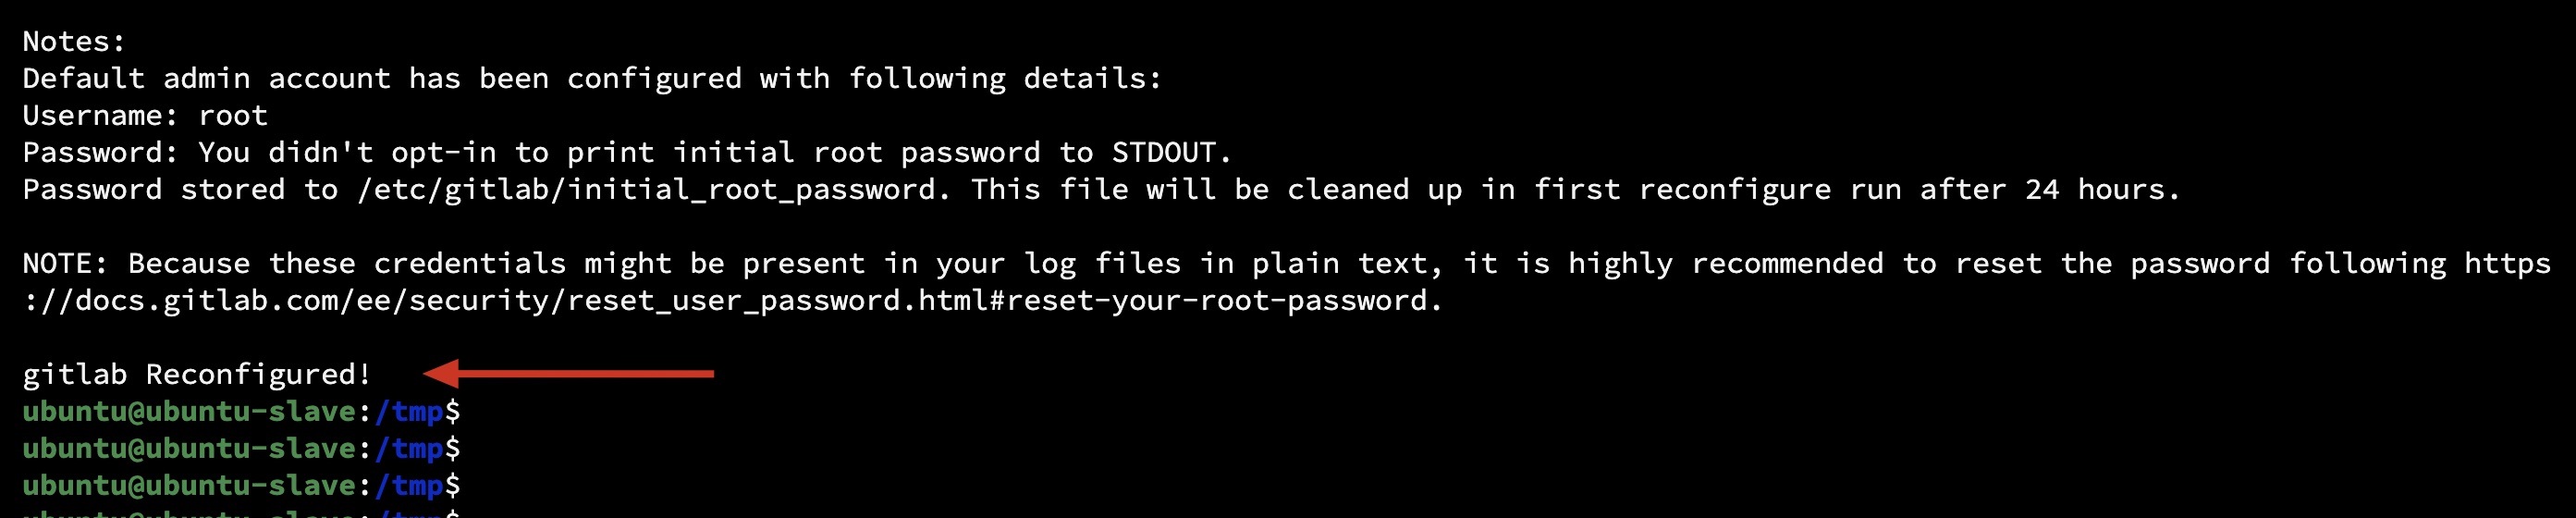 Notes:
Default admin account has been configured with following details:
Username: root
Password: You didn't opt-in to print initial root password to STDOUT.
Password stored to /etc/gitlab/initial_root_password. This file will be cleaned up in first reconfigure run after 24 hours.
NOTE: Because these credentials might be present in your log files in plain text, it is highly recommended to reset the password following https
://docs.gitlab.com/ee/security/reset_user_password.html#reset-your-root-password.
gitlab Reconfigured!
ubuntu@ubuntu-slave:/tmp$
ubuntu@ubuntu-slave:/tmp$
ubuntu@ubuntu-slave:/tmp$